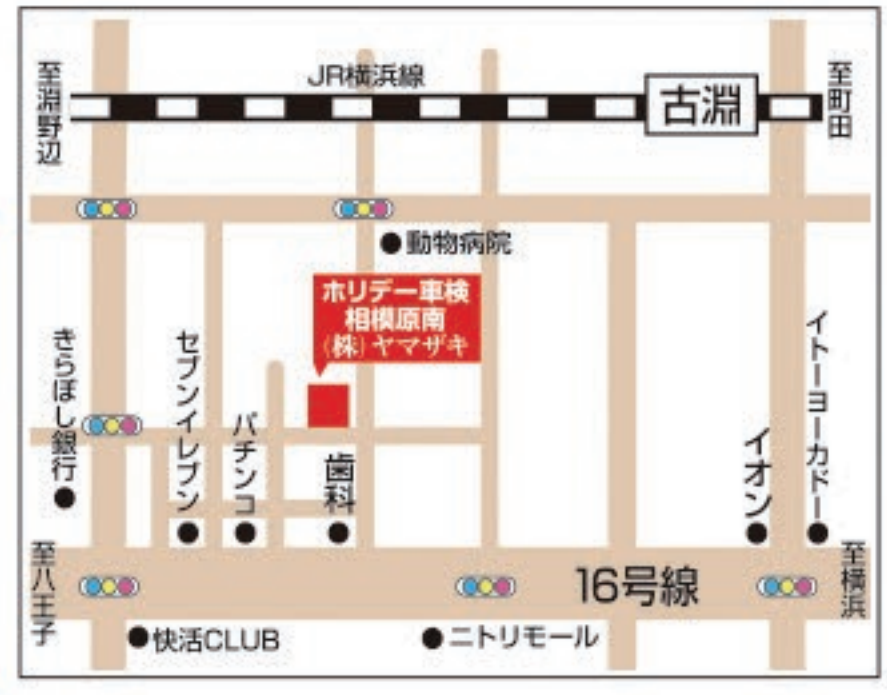 JR横浜線
至淵野辺
古淵
至町田
動物病院
ホリデー車検
相模原南
(株)ヤマザキ
きらぼし銀行
セブンイレブン
パチンコ
歯科
イオン
イトーヨーカドー
至八王子
16号線
至横浜
快活CLUB
ニトリモール